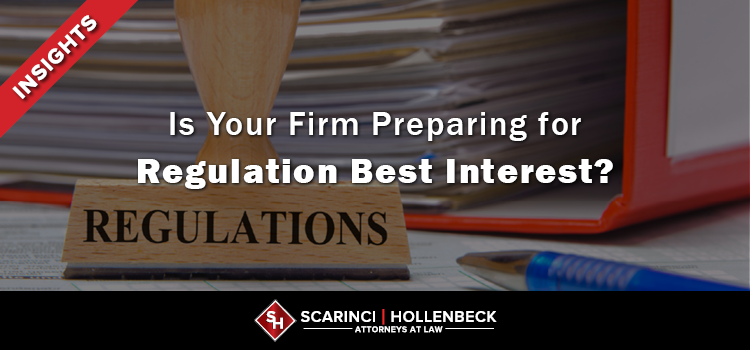 INSIGHTS
Is Your Firm Preparing for
Regulation Best Interest?
REGULATIONS
SH
SCARINCI | HOLLENBECK
ATTORNEYS AT LAW